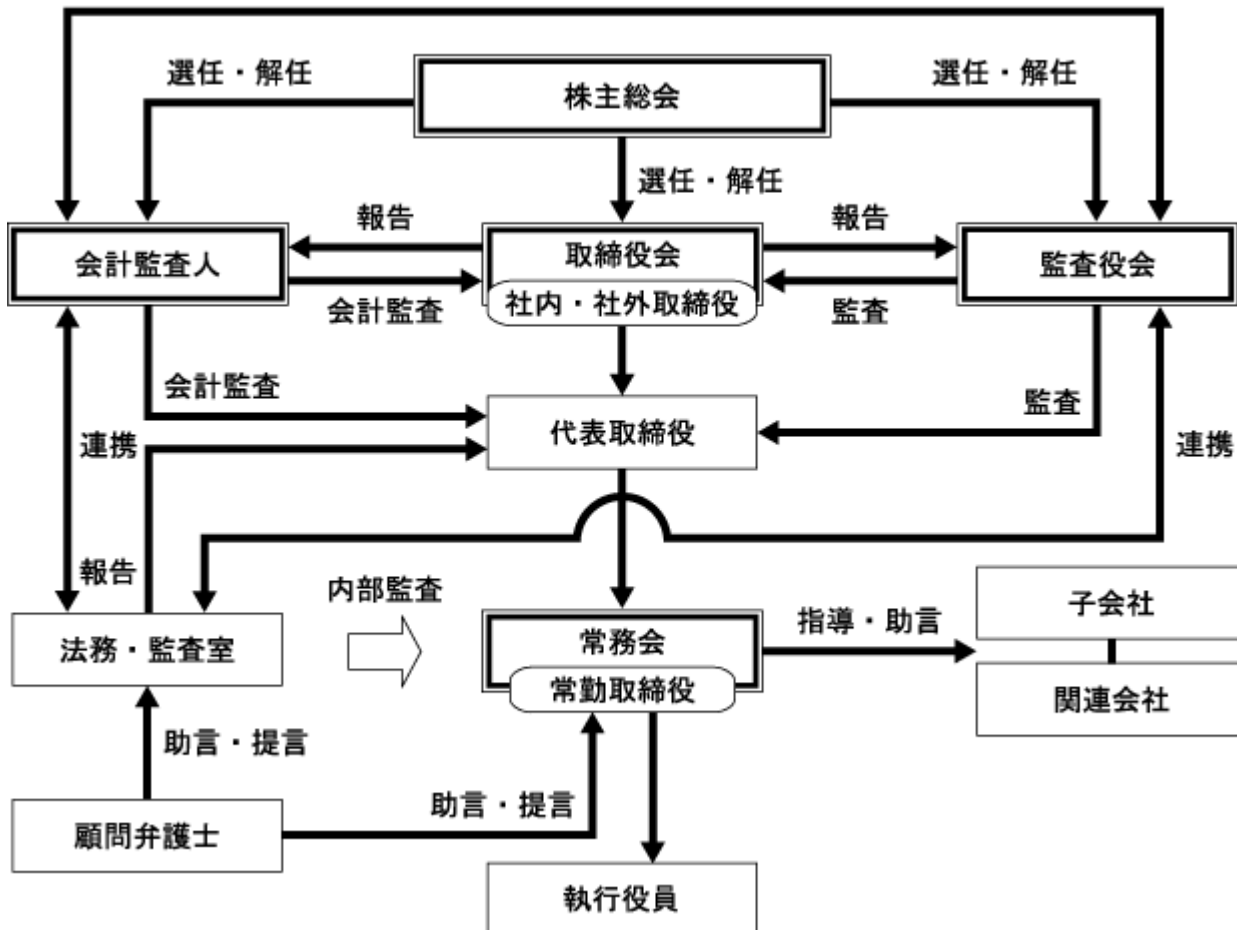 選任・解任
株主総会
選任・解任
選任・解任
報告
報告
会計監査人
取締役会
監査役会
社内・社外取締役
会計監査
監査
会計監査
代表取締役
監査
連携
連携
報告
内部監査
子会社
法務・監査室
常務会
指導・助言
常勤取締役
関連会社
助言・提言
助言・提言
顧問弁護士
執行役員